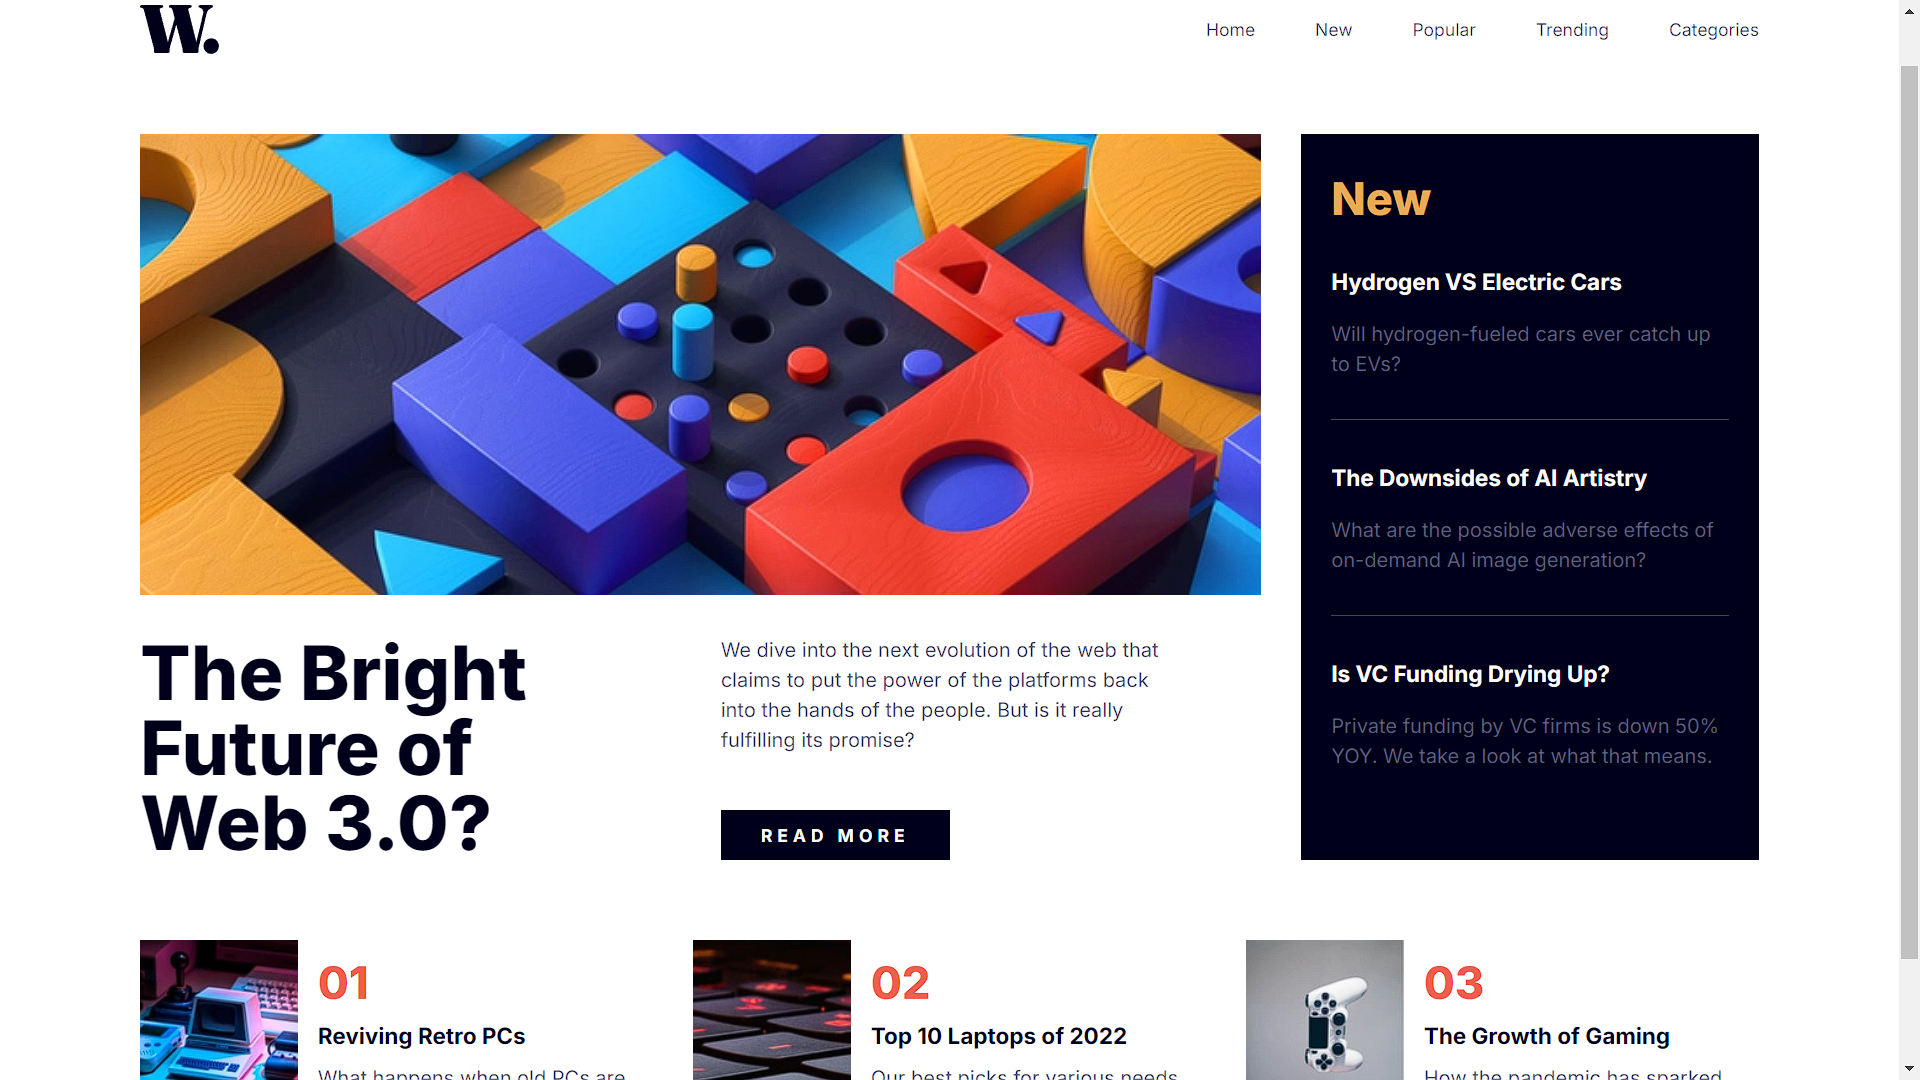 W.
Home
New
Popular
Trending
Categories
The Bright
Future of
Web 3.0?
We dive into the next evolution of the web that
claims to put the power of the platforms back
into the hands of the people. But is it really
fulfilling its promise?
READ MORE
New
Hydrogen VS Electric Cars
Will hydrogen-fueled cars ever catch up
to EVs?
The Downsides of AI Artistry
What are the possible adverse effects of
on-demand AI image generation?
Is VC Funding Drying Up?
Private funding by VC firms is down 50%
YOY. We take a look at what that means.
01
Reviving Retro PCs
What happens when old PCs are
02
Top 10 Laptops of 2022
Our best picks for various needs
03
The Growth of Gaming
How the pandemic has sparked